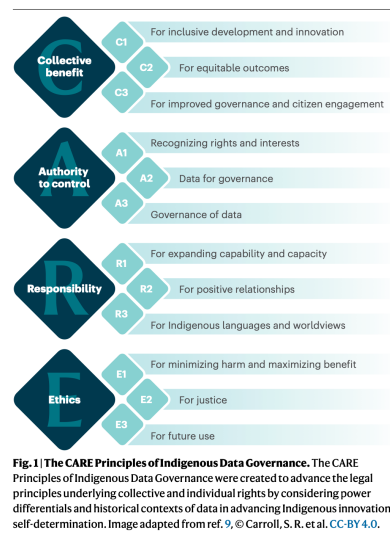 C
Collective
benefit
C1
For inclusive development and innovation
C2
For equitable outcomes
C3
For improved governance and citizen engagement
A
Authority
to control
A1
Recognizing rights and interests
A2
Data for governance
A3
Governance of data
R
Responsibility
R1
For expanding capability and capacity
R2
For positive relationships
R3
For Indigenous languages and worldviews
E
Ethics
E1
For minimizing harm and maximizing benefit
E2
For justice
E3
For future use
Fig. 1 | The CARE Principles of Indigenous Data Governance. The CARE
Principles of Indigenous Data Governance were created to advance the legal
principles underlying collective and individual rights by considering power
differentials and historical contexts of data in advancing Indigenous innovation
self-determination. Image adapted from ref. 9, © Carroll, S. R. et al. CC-BY 4.0.